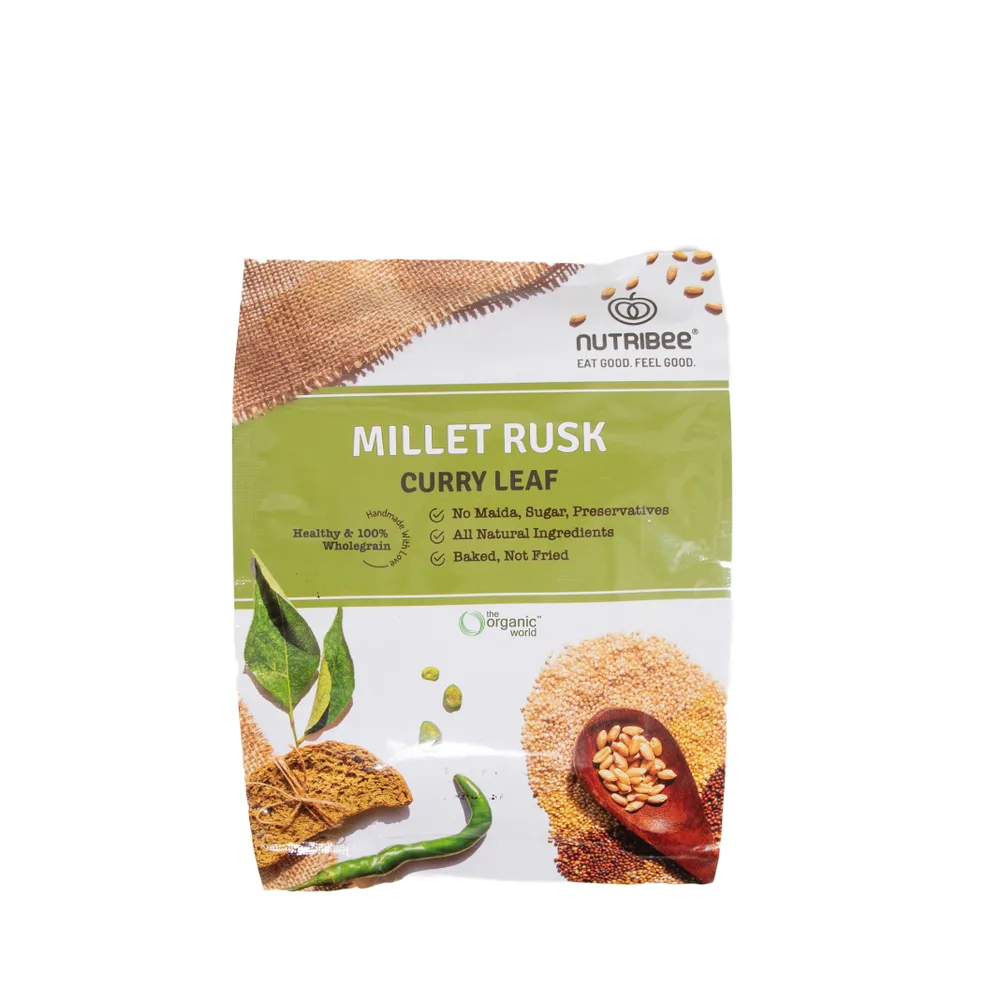 NUTRIBEE®
EAT GOOD. FEEL GOOD.
MILLET RUSK
CURRY LEAF
Healthy & 100%
Wholegrain
Handmade With Love
No Maida, Sugar, Preservatives
All Natural Ingredients
Baked, Not Fried
the
organic™
world